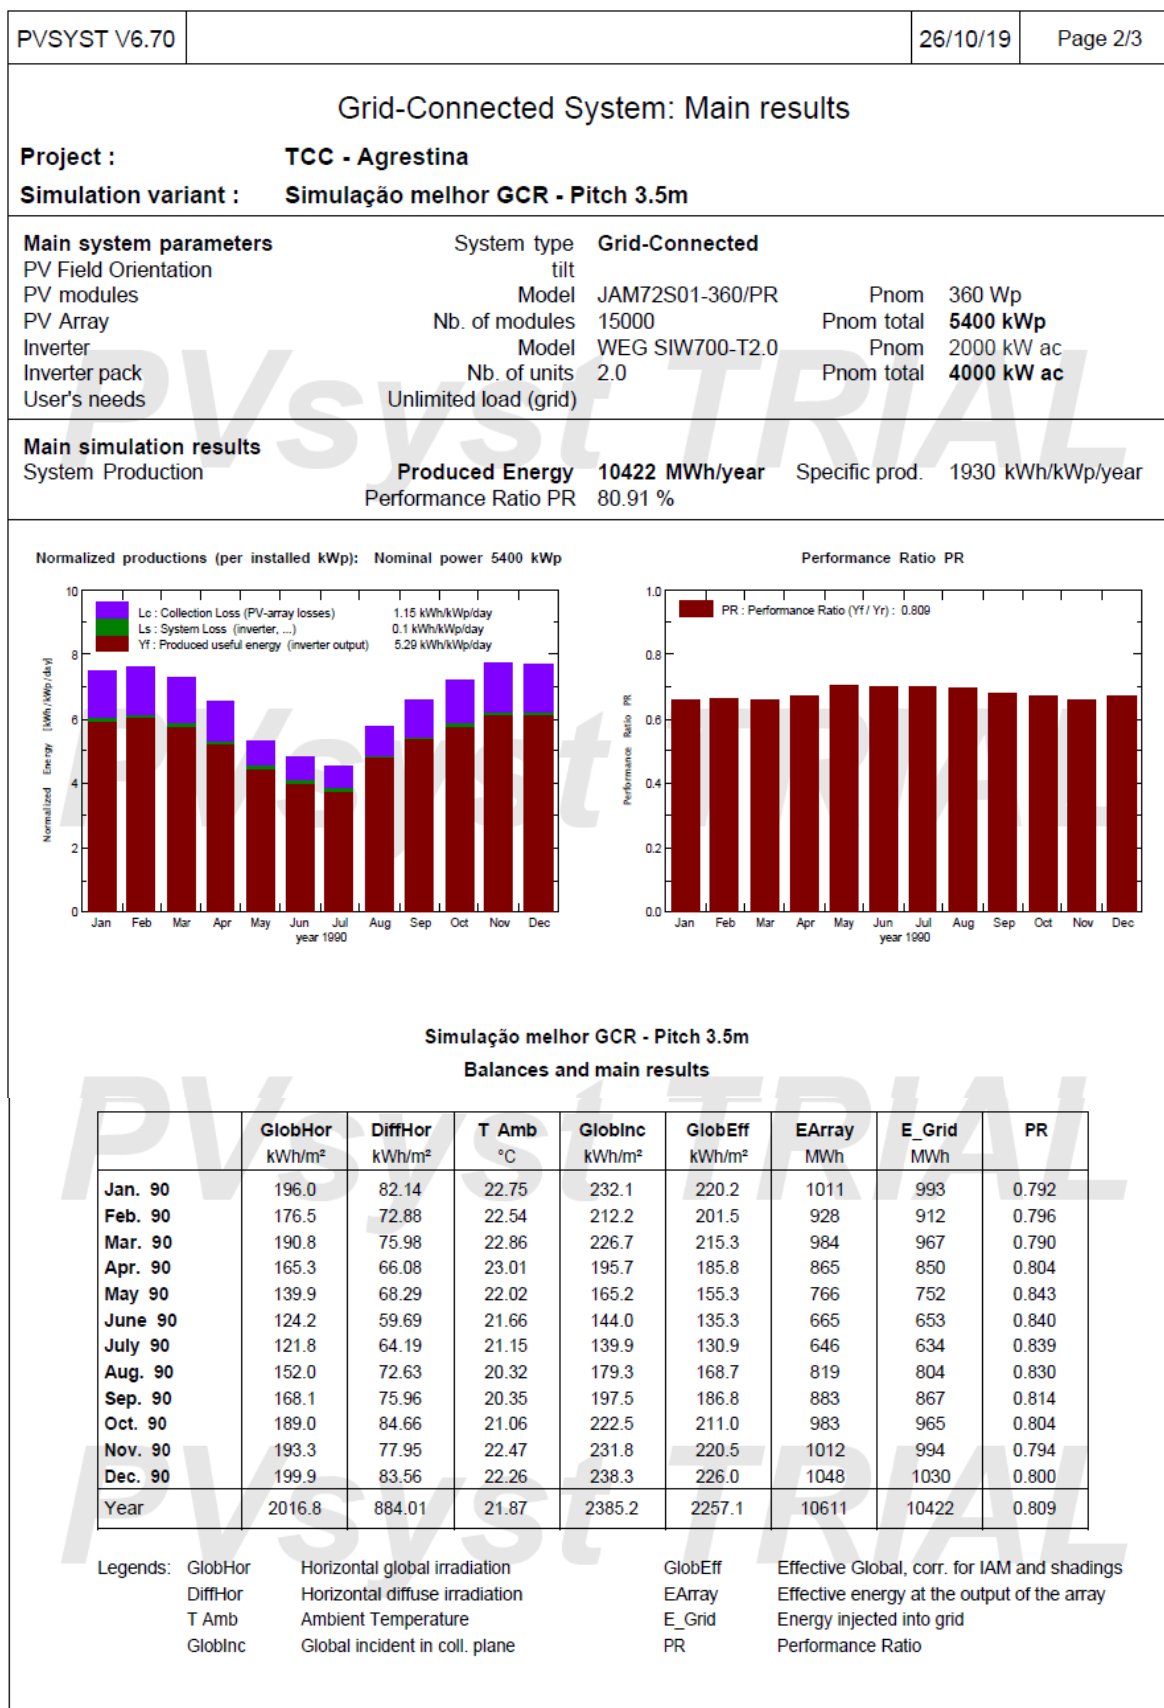 PVSYST V6.70 26/10/19 Page 2/3
Grid-Connected System: Main results
Project : TCC - Agrestina
Simulation variant : Simulação melhor GCR - Pitch 3.5m
Main system parameters System type Grid-Connected
PV Field Orientation tilt
PV modules Model JAM72S01-360/PR Pnom 360 Wp
PV Array Nb. of modules 15000 Pnom total 5400 kWp
Inverter Model WEG SIW700-T2.0 Pnom 2000 kW ac
Inverter pack Nb. of units 2.0 Pnom total 4000 kW ac
User's needs Unlimited load (grid)
PVsyst TRIAL
Main simulation results
System Production Produced Energy 10422 MWh/year Specific prod. 1930 kWh/kWp/year
Performance Ratio PR 80.91 %
Normalized productions (per installed kWp): Nominal power 5400 kWp
Lc : Collection Loss (PV-array losses) 1.15 kWh/kWp/day
Ls : System Loss (inverter, ...) 0.1 kWh/kWp/day
Yf : Produced useful energy (inverter output) 5.29 kWh/kWp/day
Normalized Energy [kWh/kWp/day]
10
8
6
4
2
0
Jan Feb Mar Apr May Jun Jul Aug Sep Oct Nov Dec
year 1990
Performance Ratio PR
PR : Performance Ratio (Yf / Yr) : 0.809
Performance Ratio PR
1.0
0.8
0.6
0.4
0.2
0.0
Jan Feb Mar Apr May Jun Jul Aug Sep Oct Nov Dec
year 1990
PVsyst TRIAL
Simulação melhor GCR - Pitch 3.5m
Balances and main results
GlobHor DiffHor T Amb GlobInc GlobEff EArray E_Grid PR
kWh/m² kWh/m² °C kWh/m² kWh/m² MWh MWh
Jan. 90 196.0 82.14 22.75 232.1 220.2 1011 993 0.792
Feb. 90 176.5 72.88 22.54 212.2 201.5 928 912 0.796
Mar. 90 190.8 75.98 22.86 226.7 215.3 984 967 0.790
Apr. 90 165.3 66.08 23.01 195.7 185.8 865 850 0.804
May 90 139.9 68.29 22.02 165.2 155.3 766 752 0.843
June 90 124.2 59.69 21.66 144.0 135.3 665 653 0.840
July 90 121.8 64.19 21.15 139.9 130.9 646 634 0.839
Aug. 90 152.0 72.63 20.32 179.3 168.7 819 804 0.830
Sep. 90 168.1 75.96 20.35 197.5 186.8 883 867 0.814
Oct. 90 189.0 84.66 21.06 222.5 211.0 983 965 0.804
Nov. 90 193.3 77.95 22.47 231.8 220.5 1012 994 0.794
Dec. 90 199.9 83.56 22.26 238.3 226.0 1048 1030 0.800
Year 2016.8 884.01 21.87 2385.2 2257.1 10611 10422 0.809
PVsyst TRIAL
PVsyst TRIAL
Legends: GlobHor Horizontal global irradiation GlobEff Effective Global, corr. for IAM and shadings
DiffHor Horizontal diffuse irradiation EArray Effective energy at the output of the array
T Amb Ambient Temperature E_Grid Energy injected into grid
GlobInc Global incident in coll. plane PR Performance Ratio